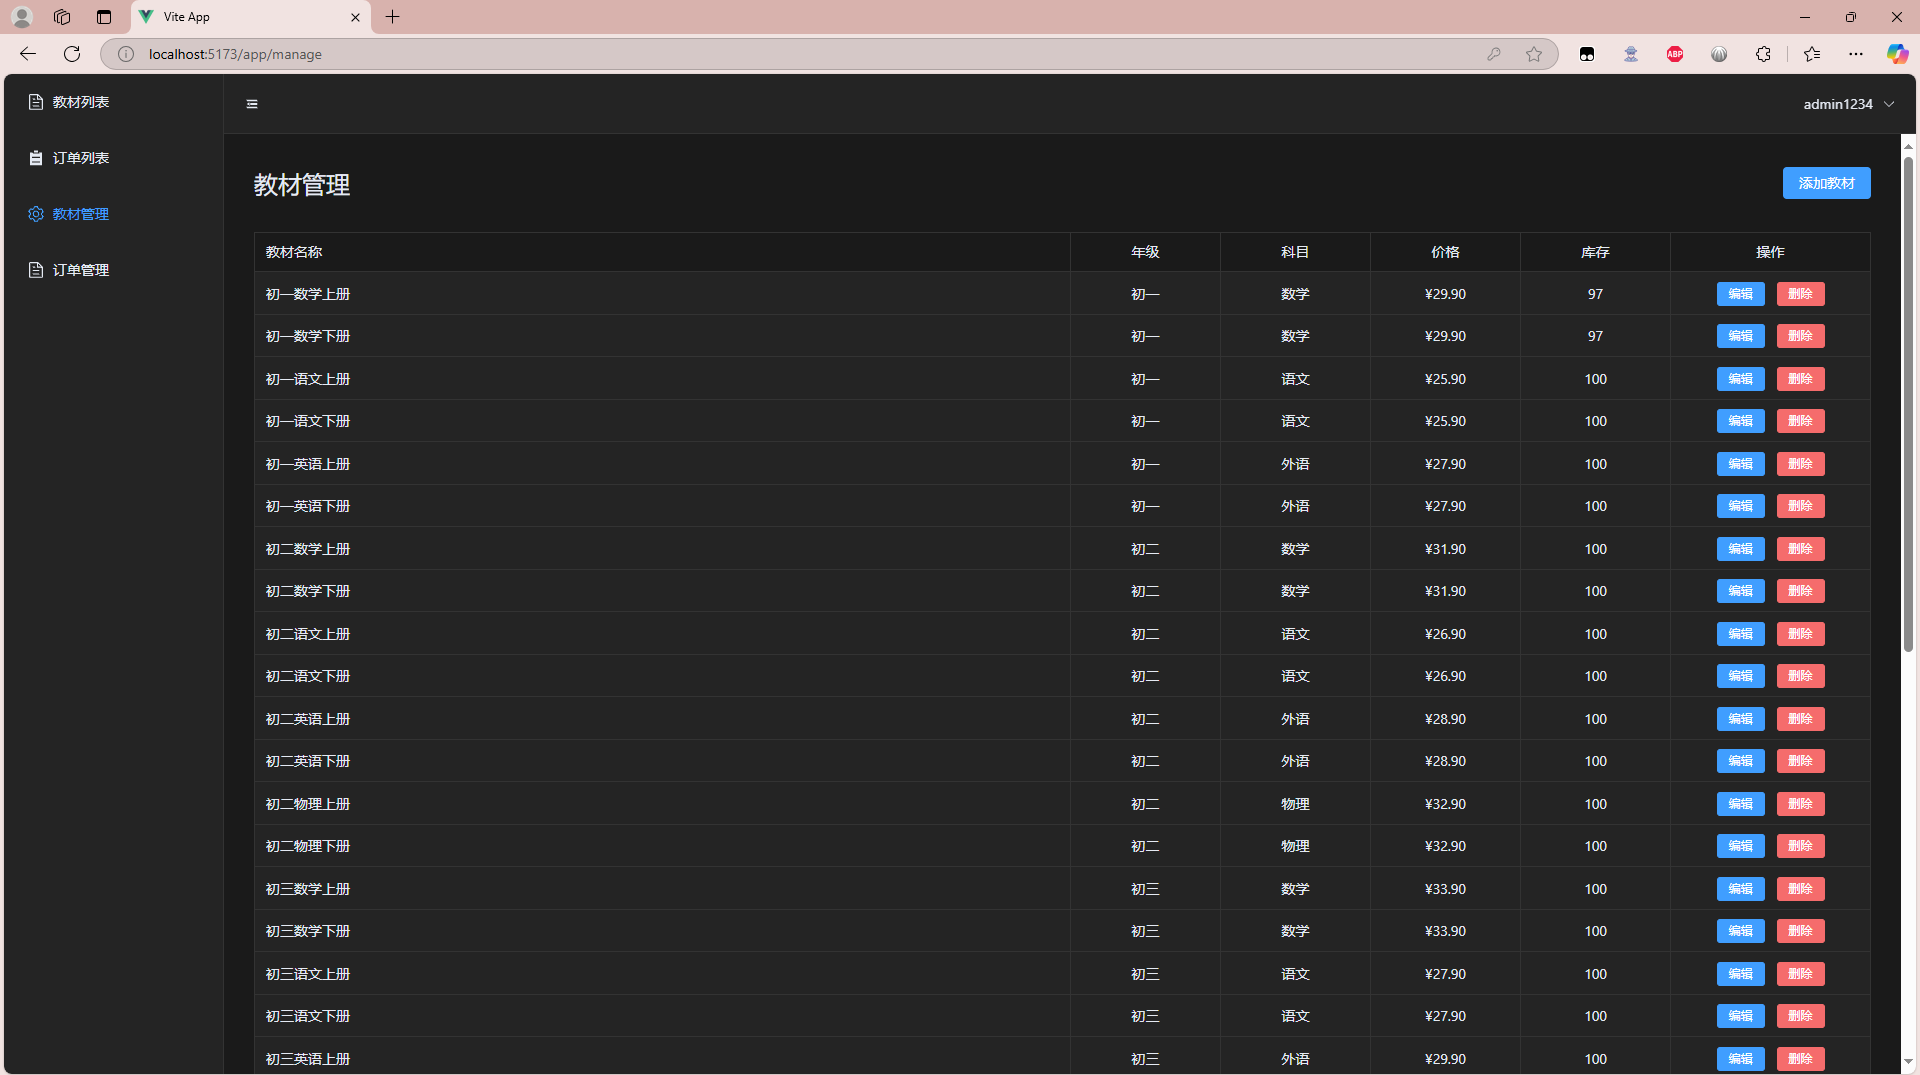 Vite App
localhost:5173/app/manage
ABP
教材列表
订单列表
教材管理
订单管理
admin1234
教材管理
添加教材
教材名称 年级 科目 价格 库存 操作
初一数学上册 初一 数学 ¥29.90 97 编辑 删除
初一数学下册 初一 数学 ¥29.90 97 编辑 删除
初一语文上册 初一 语文 ¥25.90 100 编辑 删除
初一语文下册 初一 语文 ¥25.90 100 编辑 删除
初一英语上册 初一 外语 ¥27.90 100 编辑 删除
初一英语下册 初一 外语 ¥27.90 100 编辑 删除
初二数学上册 初二 数学 ¥31.90 100 编辑 删除
初二数学下册 初二 数学 ¥31.90 100 编辑 删除
初二语文上册 初二 语文 ¥26.90 100 编辑 删除
初二语文下册 初二 语文 ¥26.90 100 编辑 删除
初二英语上册 初二 外语 ¥28.90 100 编辑 删除
初二英语下册 初二 外语 ¥28.90 100 编辑 删除
初二物理上册 初二 物理 ¥32.90 100 编辑 删除
初二物理下册 初二 物理 ¥32.90 100 编辑 删除
初三数学上册 初三 数学 ¥33.90 100 编辑 删除
初三数学下册 初三 数学 ¥33.90 100 编辑 删除
初三语文上册 初三 语文 ¥27.90 100 编辑 删除
初三语文下册 初三 语文 ¥27.90 100 编辑 删除
初三英语上册 初三 外语 ¥29.90 100 编辑 删除